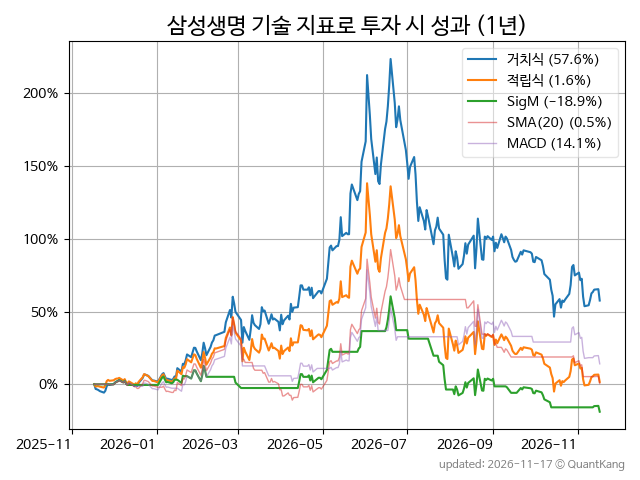 삼성생명 기술 지표로 투자 시 성과 (1년)
거치식 (57.6%)
적립식 (1.6%)
SigM (−18.9%)
SMA(20) (0.5%)
MACD (14.1%)
200%
150%
100%
50%
0%
2025-11
2026-01
2026-03
2026-05
2026-07
2026-09
2026-11
updated: 2026-11-17 © QuantKang